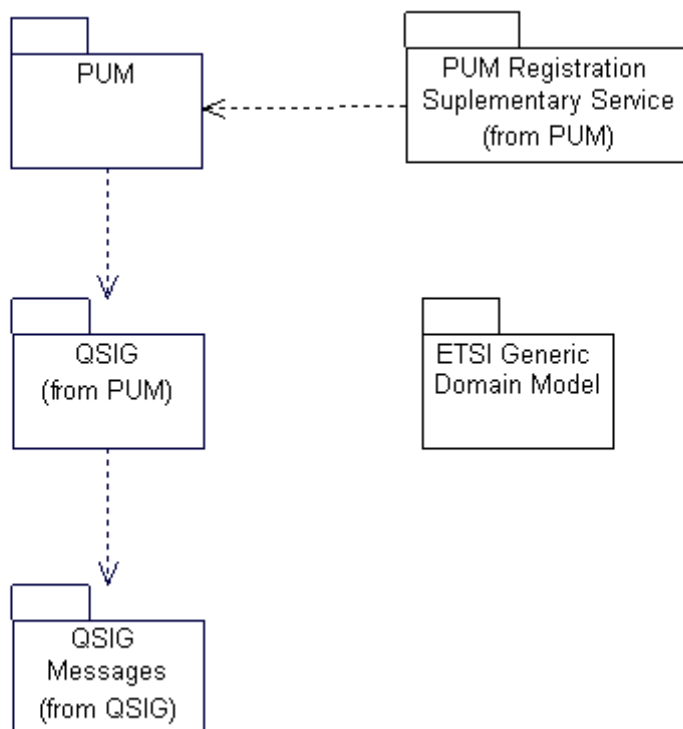 PUM
PUM Registration
Suplementary Service
(from PUM)
QSIG
(from PUM)
ETSI Generic
Domain Model
QSIG
Messages
(from QSIG)